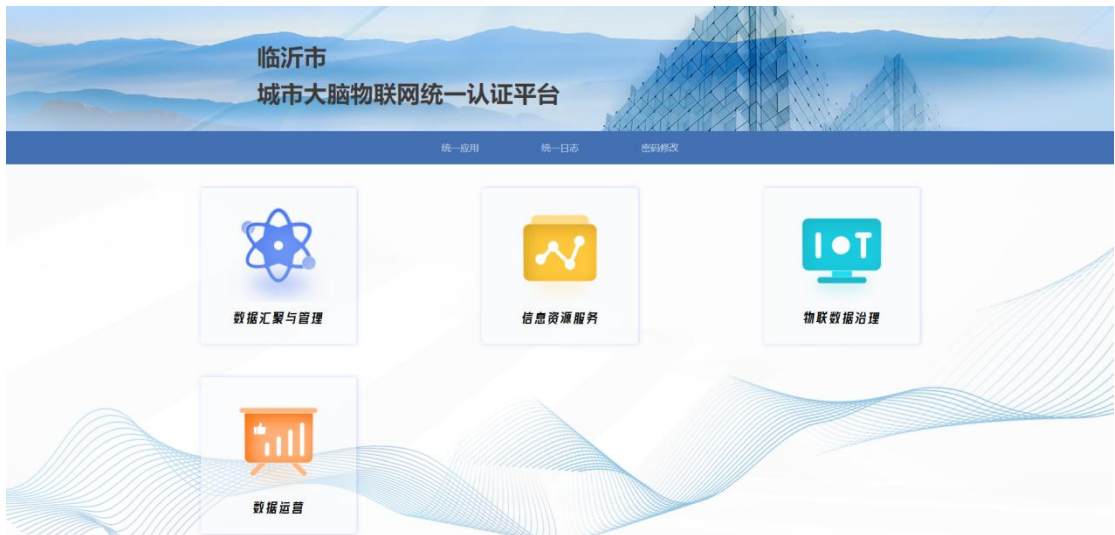 临沂市
城市大脑物联网统一认证平台
统一应用 统一日志 密码修改
数据汇聚与管理 信息资源服务 物联数据治理
IOT
数据运营